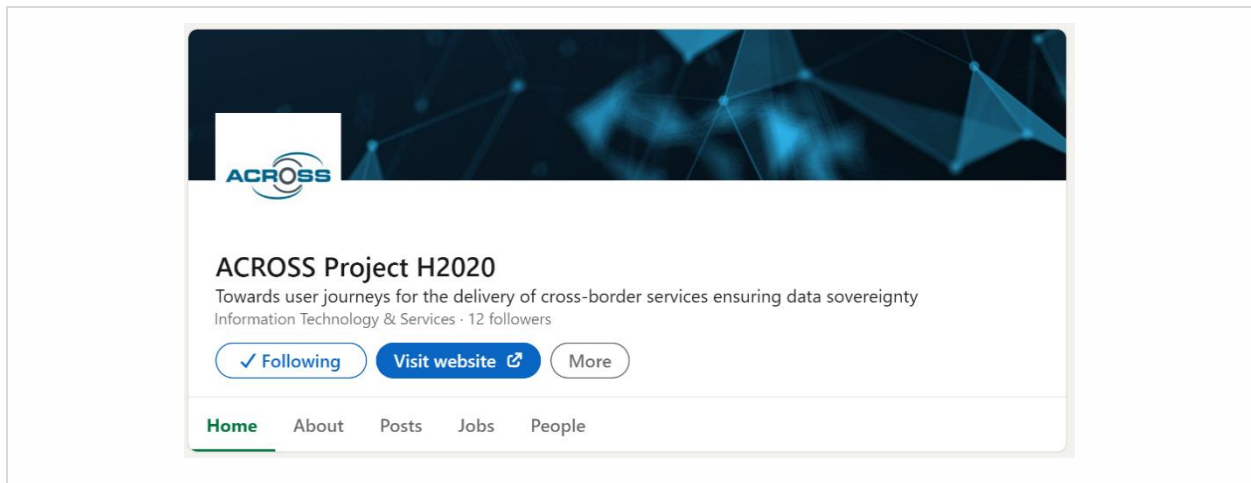 ACROSS
ACROSS Project H2020
Towards user journeys for the delivery of cross-border services ensuring data sovereignty
Information Technology & Services · 12 followers
✓ Following Visit website More
Home About Posts Jobs People